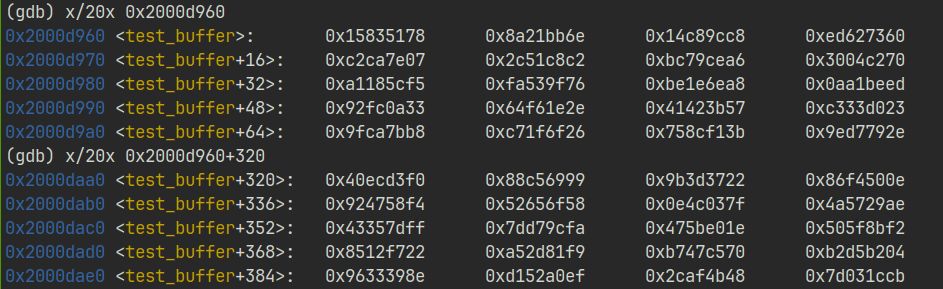 (gdb) x/20x 0x2000d960
0x2000d960 <test_buffer>: 0x15835178 0x8a21bb6e 0x14c89cc8 0xed627360
0x2000d970 <test_buffer+16>: 0xc2ca7e07 0x2c51c8c2 0xbc79cea6 0x3004c270
0x2000d980 <test_buffer+32>: 0xa1185cf5 0xfa539f76 0xbe1e6ea8 0x0aa1beed
0x2000d990 <test_buffer+48>: 0x92fc0a33 0x64f61e2e 0x41423b57 0xc333d023
0x2000d9a0 <test_buffer+64>: 0x9fca7bb8 0xc71f6f26 0x758cf13b 0x9ed7792e
(gdb) x/20x 0x2000d960+320
0x2000daa0 <test_buffer+320>: 0x40ecd3f0 0x88c56999 0x9b3d3722 0x86f4500e
0x2000dab0 <test_buffer+336>: 0x924758f4 0x52656f58 0x0e4c037f 0x4a5729ae
0x2000dac0 <test_buffer+352>: 0x43357dff 0x7dd79cfa 0x475be01e 0x505f8bf2
0x2000dad0 <test_buffer+368>: 0x8512f722 0xa52d81f9 0xb747c570 0xb2d5b204
0x2000dae0 <test_buffer+384>: 0x9633398e 0xd152a0ef 0x2caf4b48 0x7d031ccb